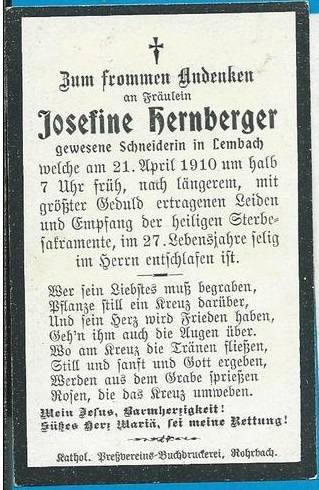 Zum frommen Andenken
an Fräulein
Josefine Hernberger
gewesene Schneiderin in Lembach
welche am 21. April 1910 um halb
7 Uhr früh, nach längerem, mit
größter Geduld ertragenen Leiden
und Empfang der heiligen Sterbe-
sakramente, im 27. Lebensjahre selig
im Herrn entschlafen ist.
Wer sein Liebstes muß begraben,
Pflanze still ein Kreuz darüber,
Und sein Herz wird Frieden haben,
Geh'n ihm auch die Augen über.
Wo am Kreuz die Tränen fließen,
Still und sanft und Gott ergeben,
Werden aus dem Grabe sprießen
Rosen, die das Kreuz umweben.
Mein Jesus, Barmherzigkeit!
Süßes Herz Mariä, sei meine Rettung!
Kathol. Preßvereins-Buchdruckerei, Rohrbach.